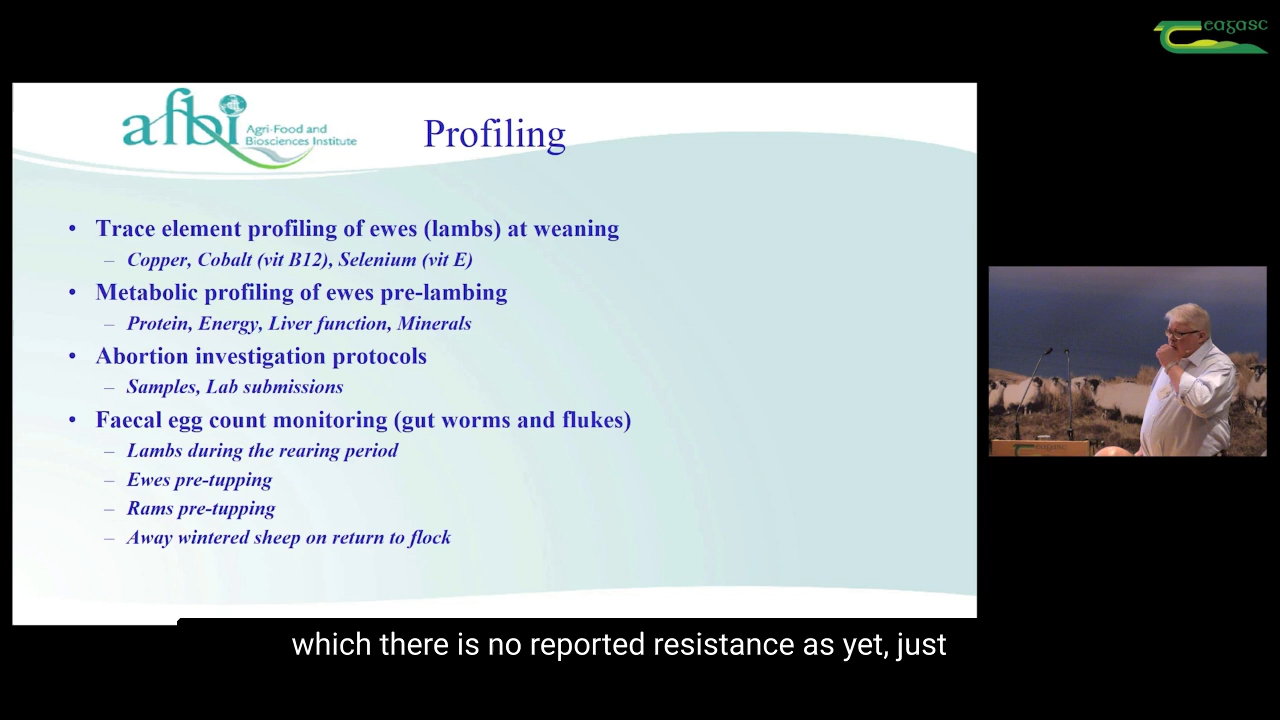 eagasc
afbi
Agri-Food and
Biosciences Institute
Profiling
• Trace element profiling of ewes (lambs) at weaning
– Copper, Cobalt (vit B12), Selenium (vit E)
• Metabolic profiling of ewes pre-lambing
– Protein, Energy, Liver function, Minerals
• Abortion investigation protocols
– Samples, Lab submissions
• Faecal egg count monitoring (gut worms and flukes)
– Lambs during the rearing period
– Ewes pre-tupping
– Rams pre-tupping
– Away wintered sheep on return to flock
eagasc
which there is no reported resistance as yet, just